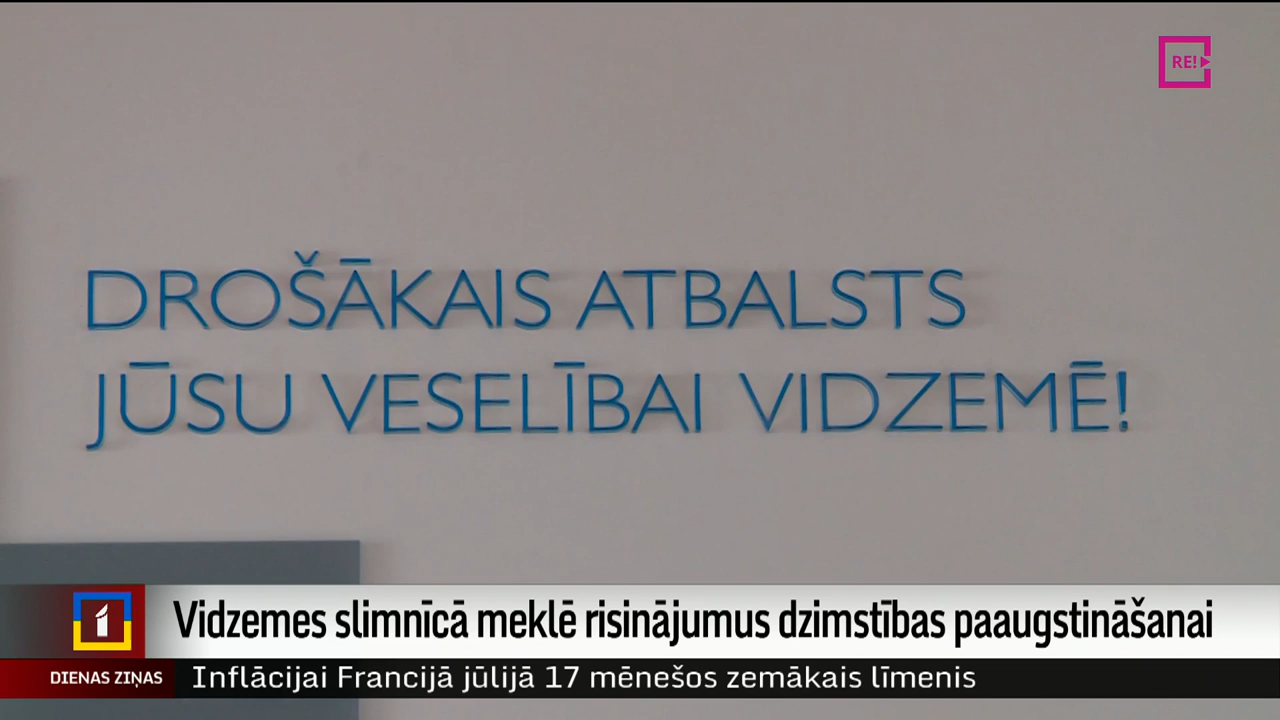 RE!
DROŠĀKAIS ATBALSTS
JŪSU VESELĪBAI VIDZEMĒ!
1
Vidzemes slimnīcā meklē risinājumus dzimstības paaugstināšanai
DIENAS ZIŅAS
Inflācijai Francijā jūlijā 17 mēnešos zemākais līmenis